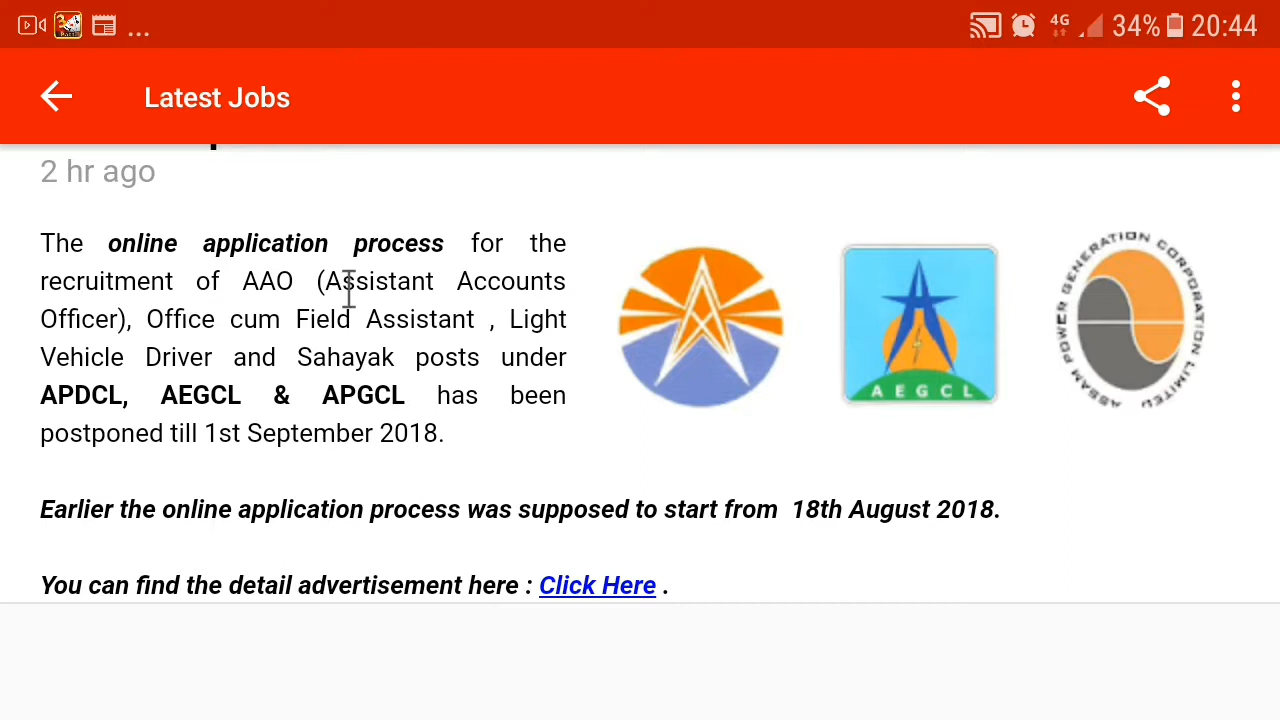 ...
4G
34%
20:44
Latest Jobs
2 hr ago
The online application process for the
recruitment of AAO (Assistant Accounts
Officer), Office cum Field Assistant , Light
Vehicle Driver and Sahayak posts under
APDCL, AEGCL & APGCL has been
postponed till 1st September 2018.
AEGCL
ASSAM POWER GENERATION CORPORATION LIMITED
Earlier the online application process was supposed to start from 18th August 2018.
You can find the detail advertisement here : Click Here .